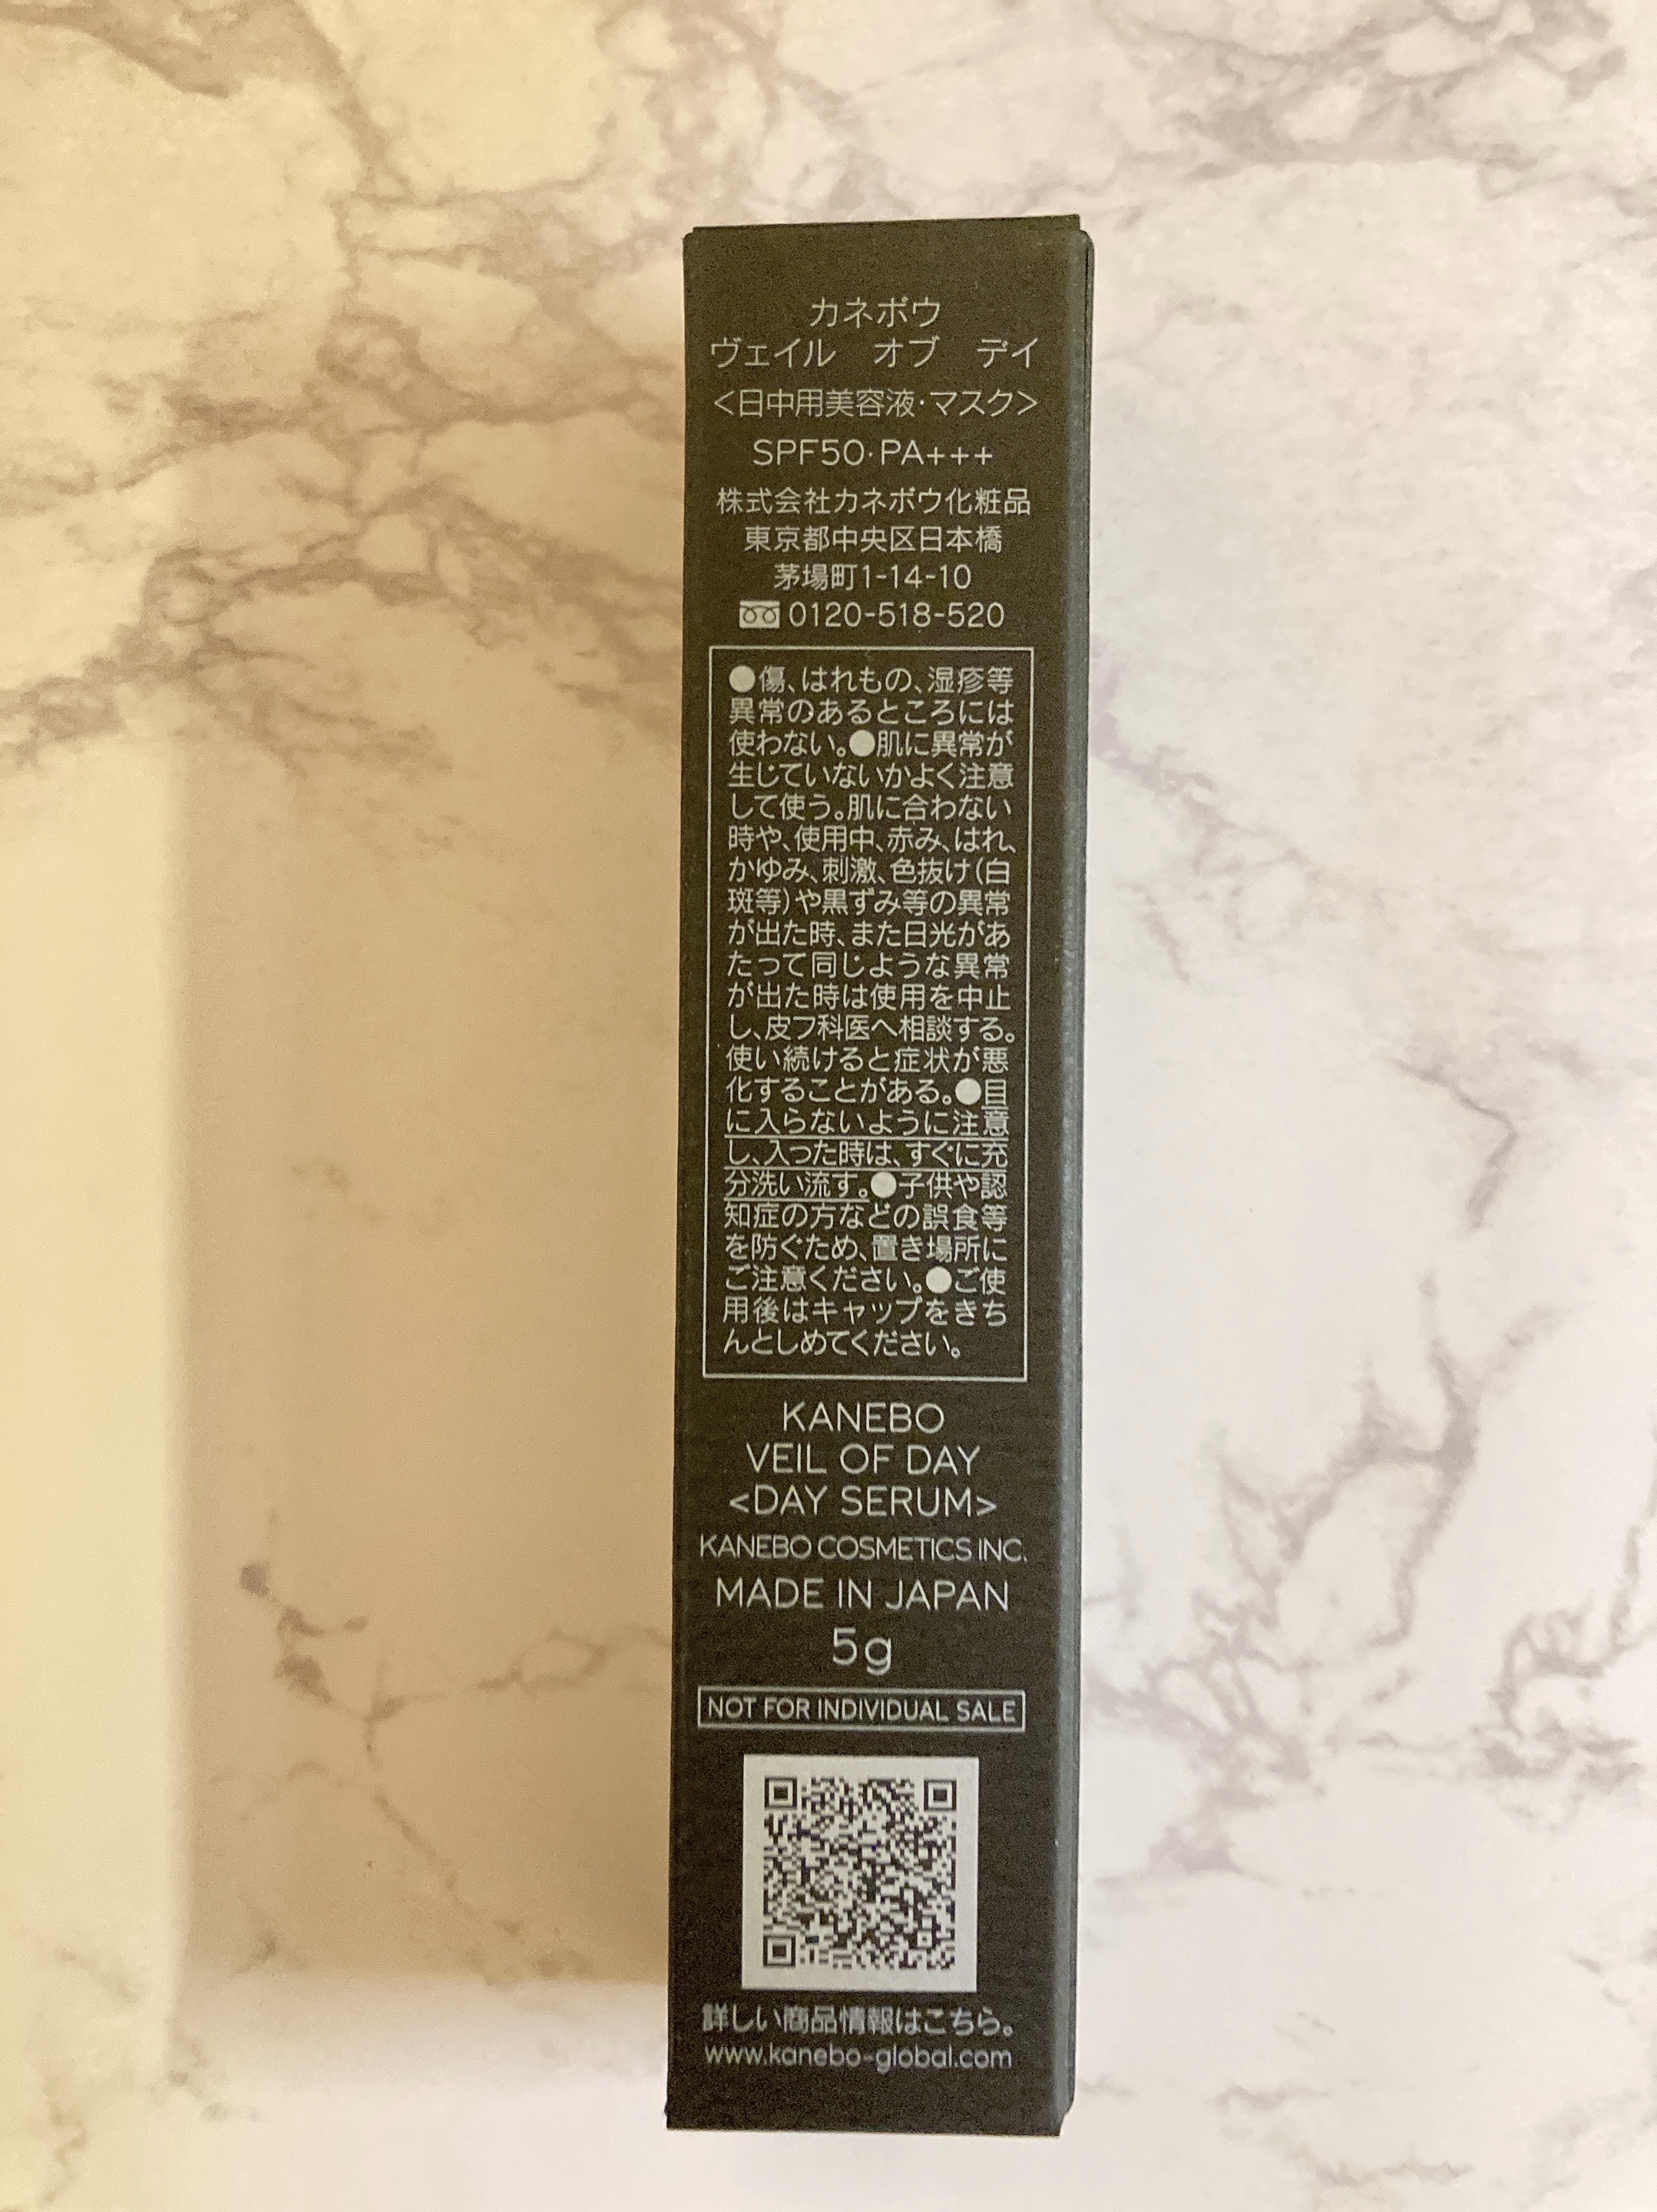 カネボウ
ヴェイル　オブ　デイ
<日中用美容液・マスク>
SPF50・PA+++
株式会社カネボウ化粧品
東京都中央区日本橋
茅場町1-14-10
0120-518-520
●傷、はれもの、湿疹等
異常のあるところには
使わない。●肌に異常が
生じていないかよく注意
して使う。肌に合わない
時や、使用中、赤み、はれ、
かゆみ、刺激、色抜け(白
斑等)や黒ずみ等の異常
が出た時、また日光があ
たって同じような異常
が出た時は使用を中止
し、皮フ科医へ相談する。
使い続けると症状が悪
化することがある。●目
に入らないように注意
し、入った時は、すぐに充
分洗い流す。●子供や認
知症の方などの誤食等
を防ぐため、置き場所に
ご注意ください。●ご使
用後はキャップをきち
んとしめてください。
KANEBO
VEIL OF DAY
<DAY SERUM>
KANEBO COSMETICS INC.
MADE IN JAPAN
5g
NOT FOR INDIVIDUAL SALE
詳しい商品情報はこちら。
www.kanebo-global.com